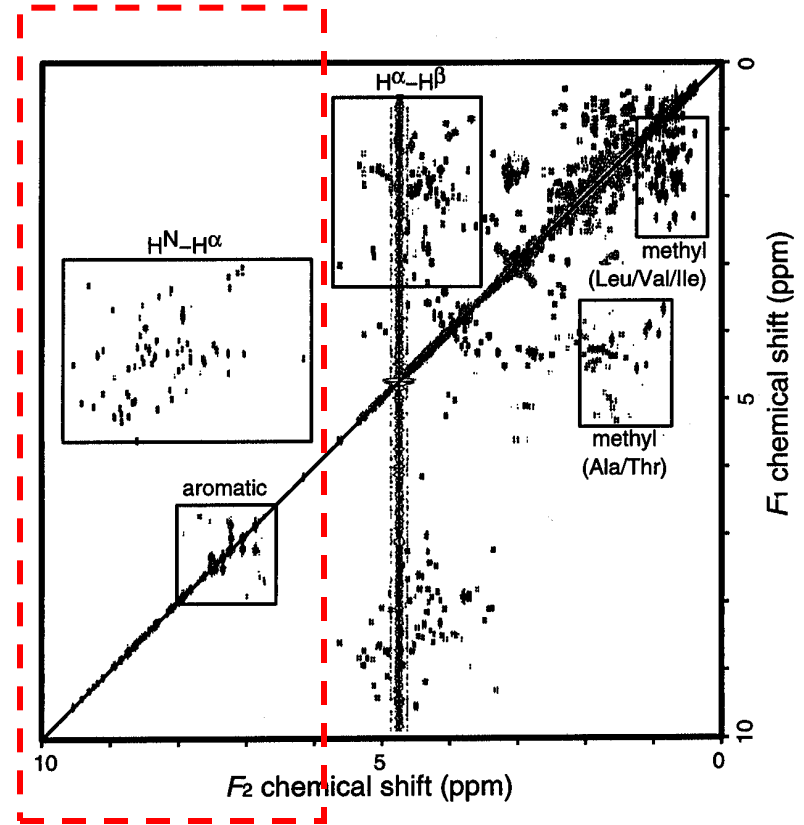 0
Hα–Hβ
HN–Hα
methyl
(Leu/Val/Ile)
5
methyl
(Ala/Thr)
aromatic
F1 chemical shift (ppm)
10
10
5
0
F2 chemical shift (ppm)